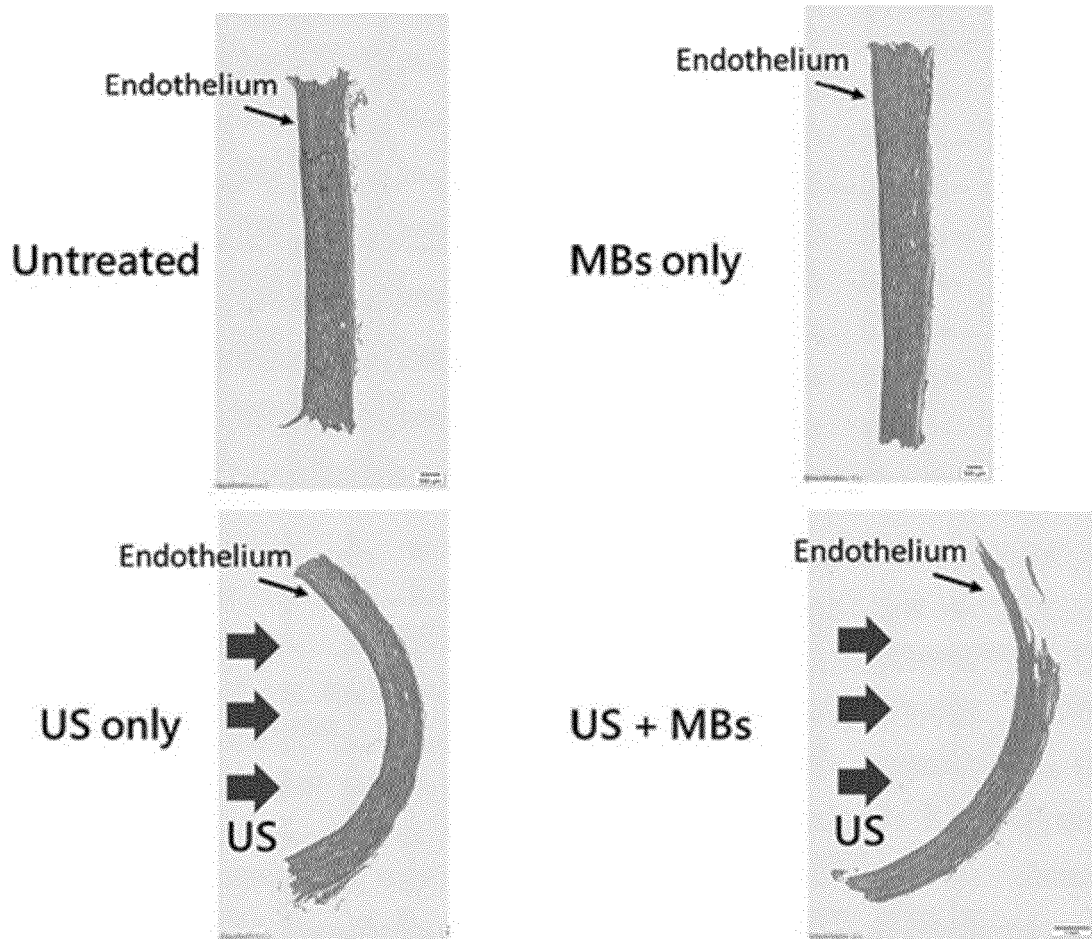 Endothelium
Untreated
Endothelium
MBs only
Endothelium
US only
US
Endothelium
US + MBs
US